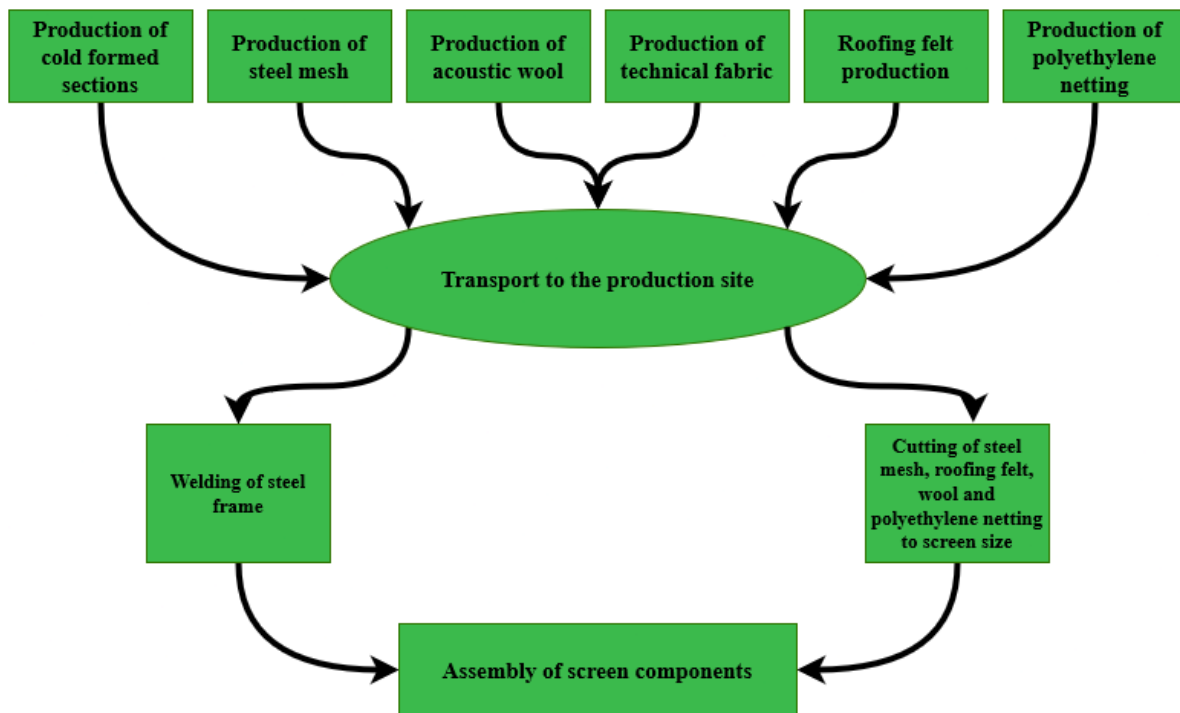 Production of
cold formed
sections
Production of
steel mesh
Production of
acoustic wool
Production of
technical fabric
Roofing felt
production
Production of
polyethylene
netting
Transport to the production site
Welding of steel
frame
Cutting of steel
mesh, roofing felt,
wool and
polyethylene netting
to screen size
Assembly of screen components